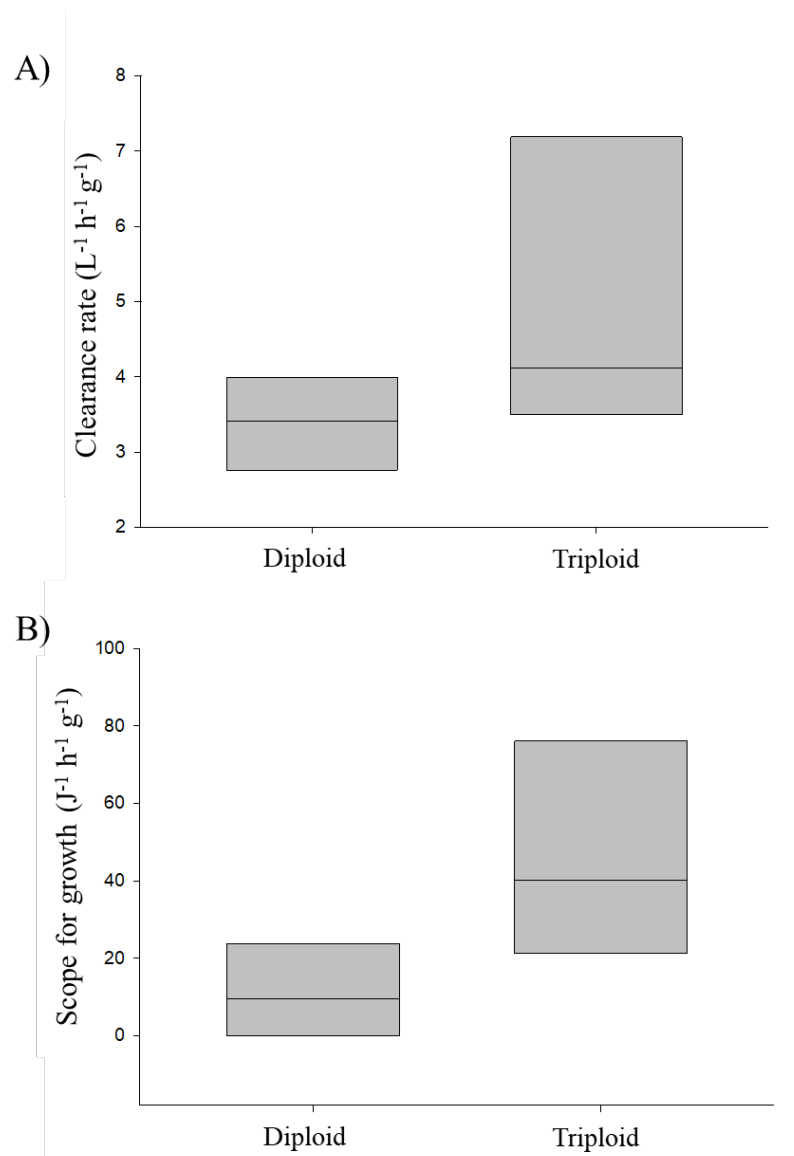 A)
Clearance rate (L⁻¹ h⁻¹ g⁻¹)
8
7
6
5
4
3
2
Diploid Triploid
B)
Scope for growth (J⁻¹ h⁻¹ g⁻¹)
100
80
60
40
20
0
Diploid Triploid